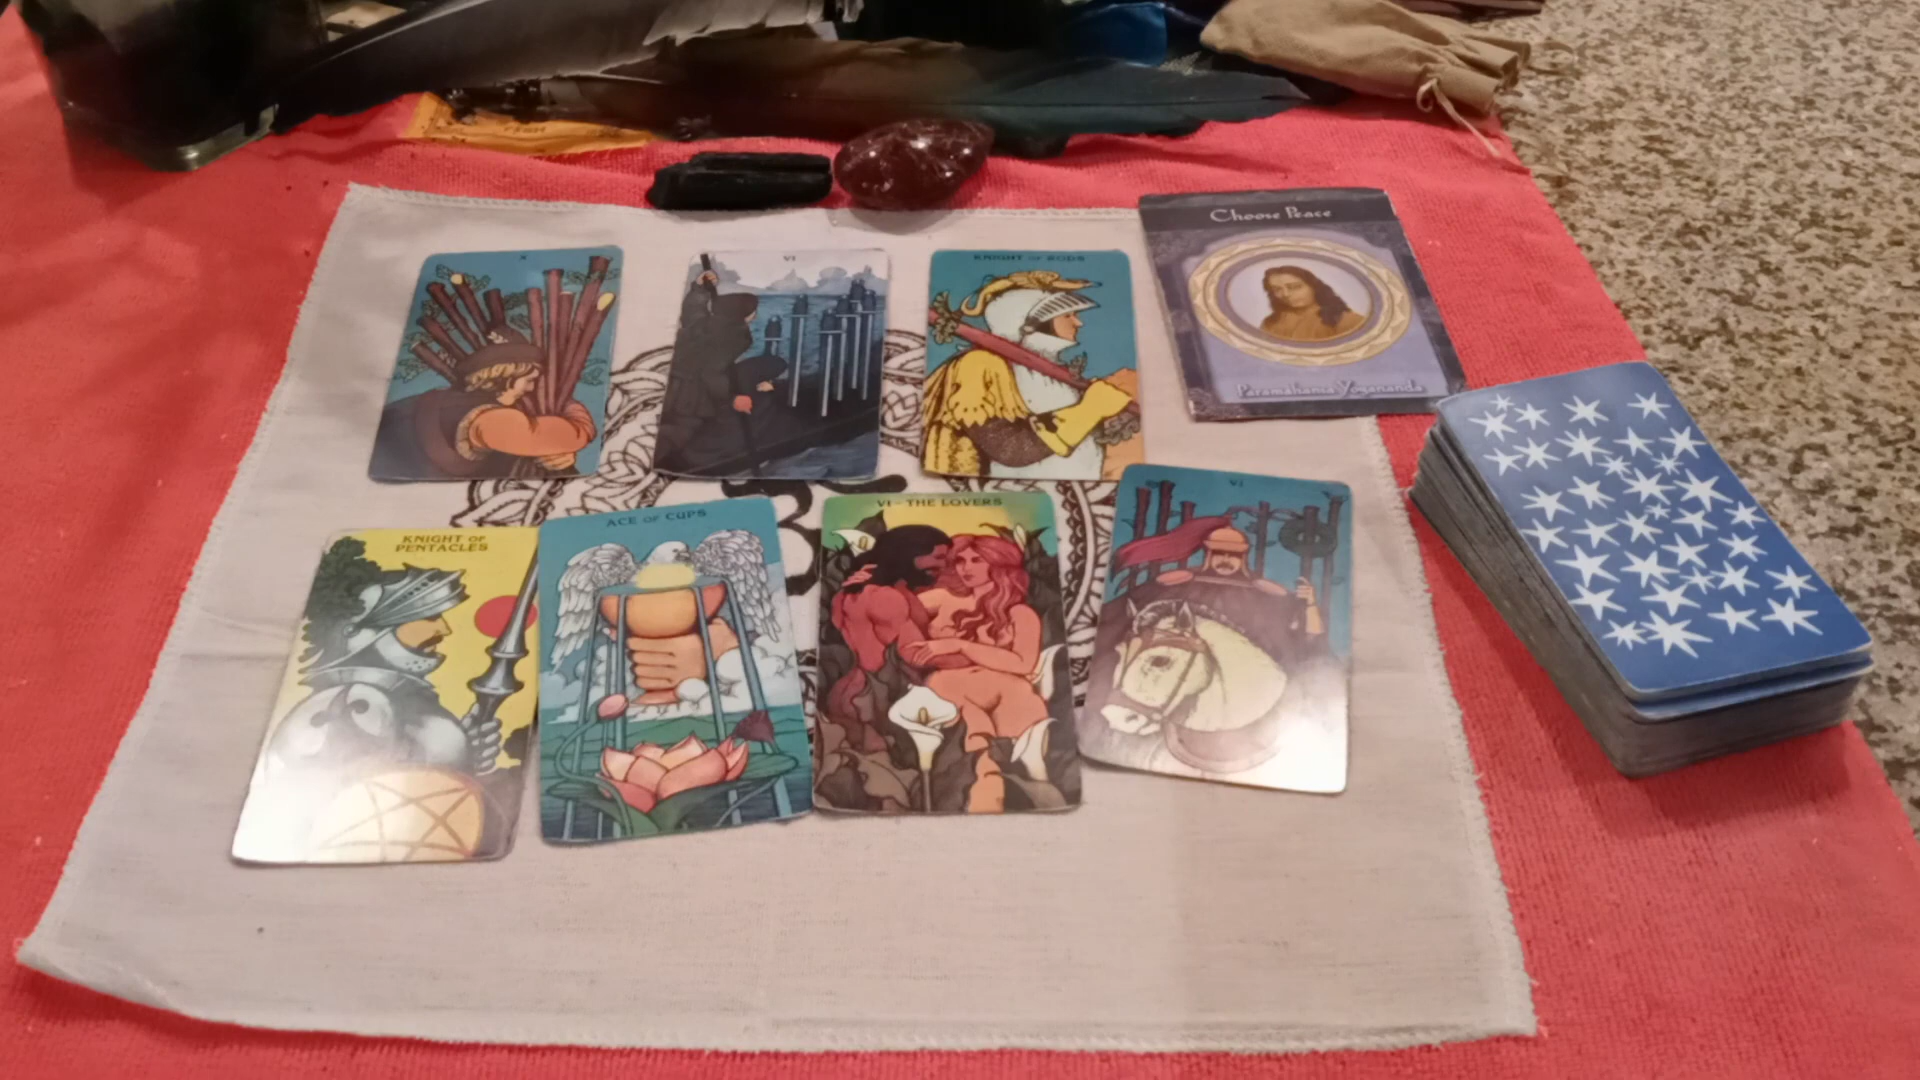 Choose Peace
Paramahansa Yogananda
X
VI
KNIGHT OF RODS
KNIGHT OF
PENTACLES
ACE OF CUPS
VI - THE LOVERS
VI